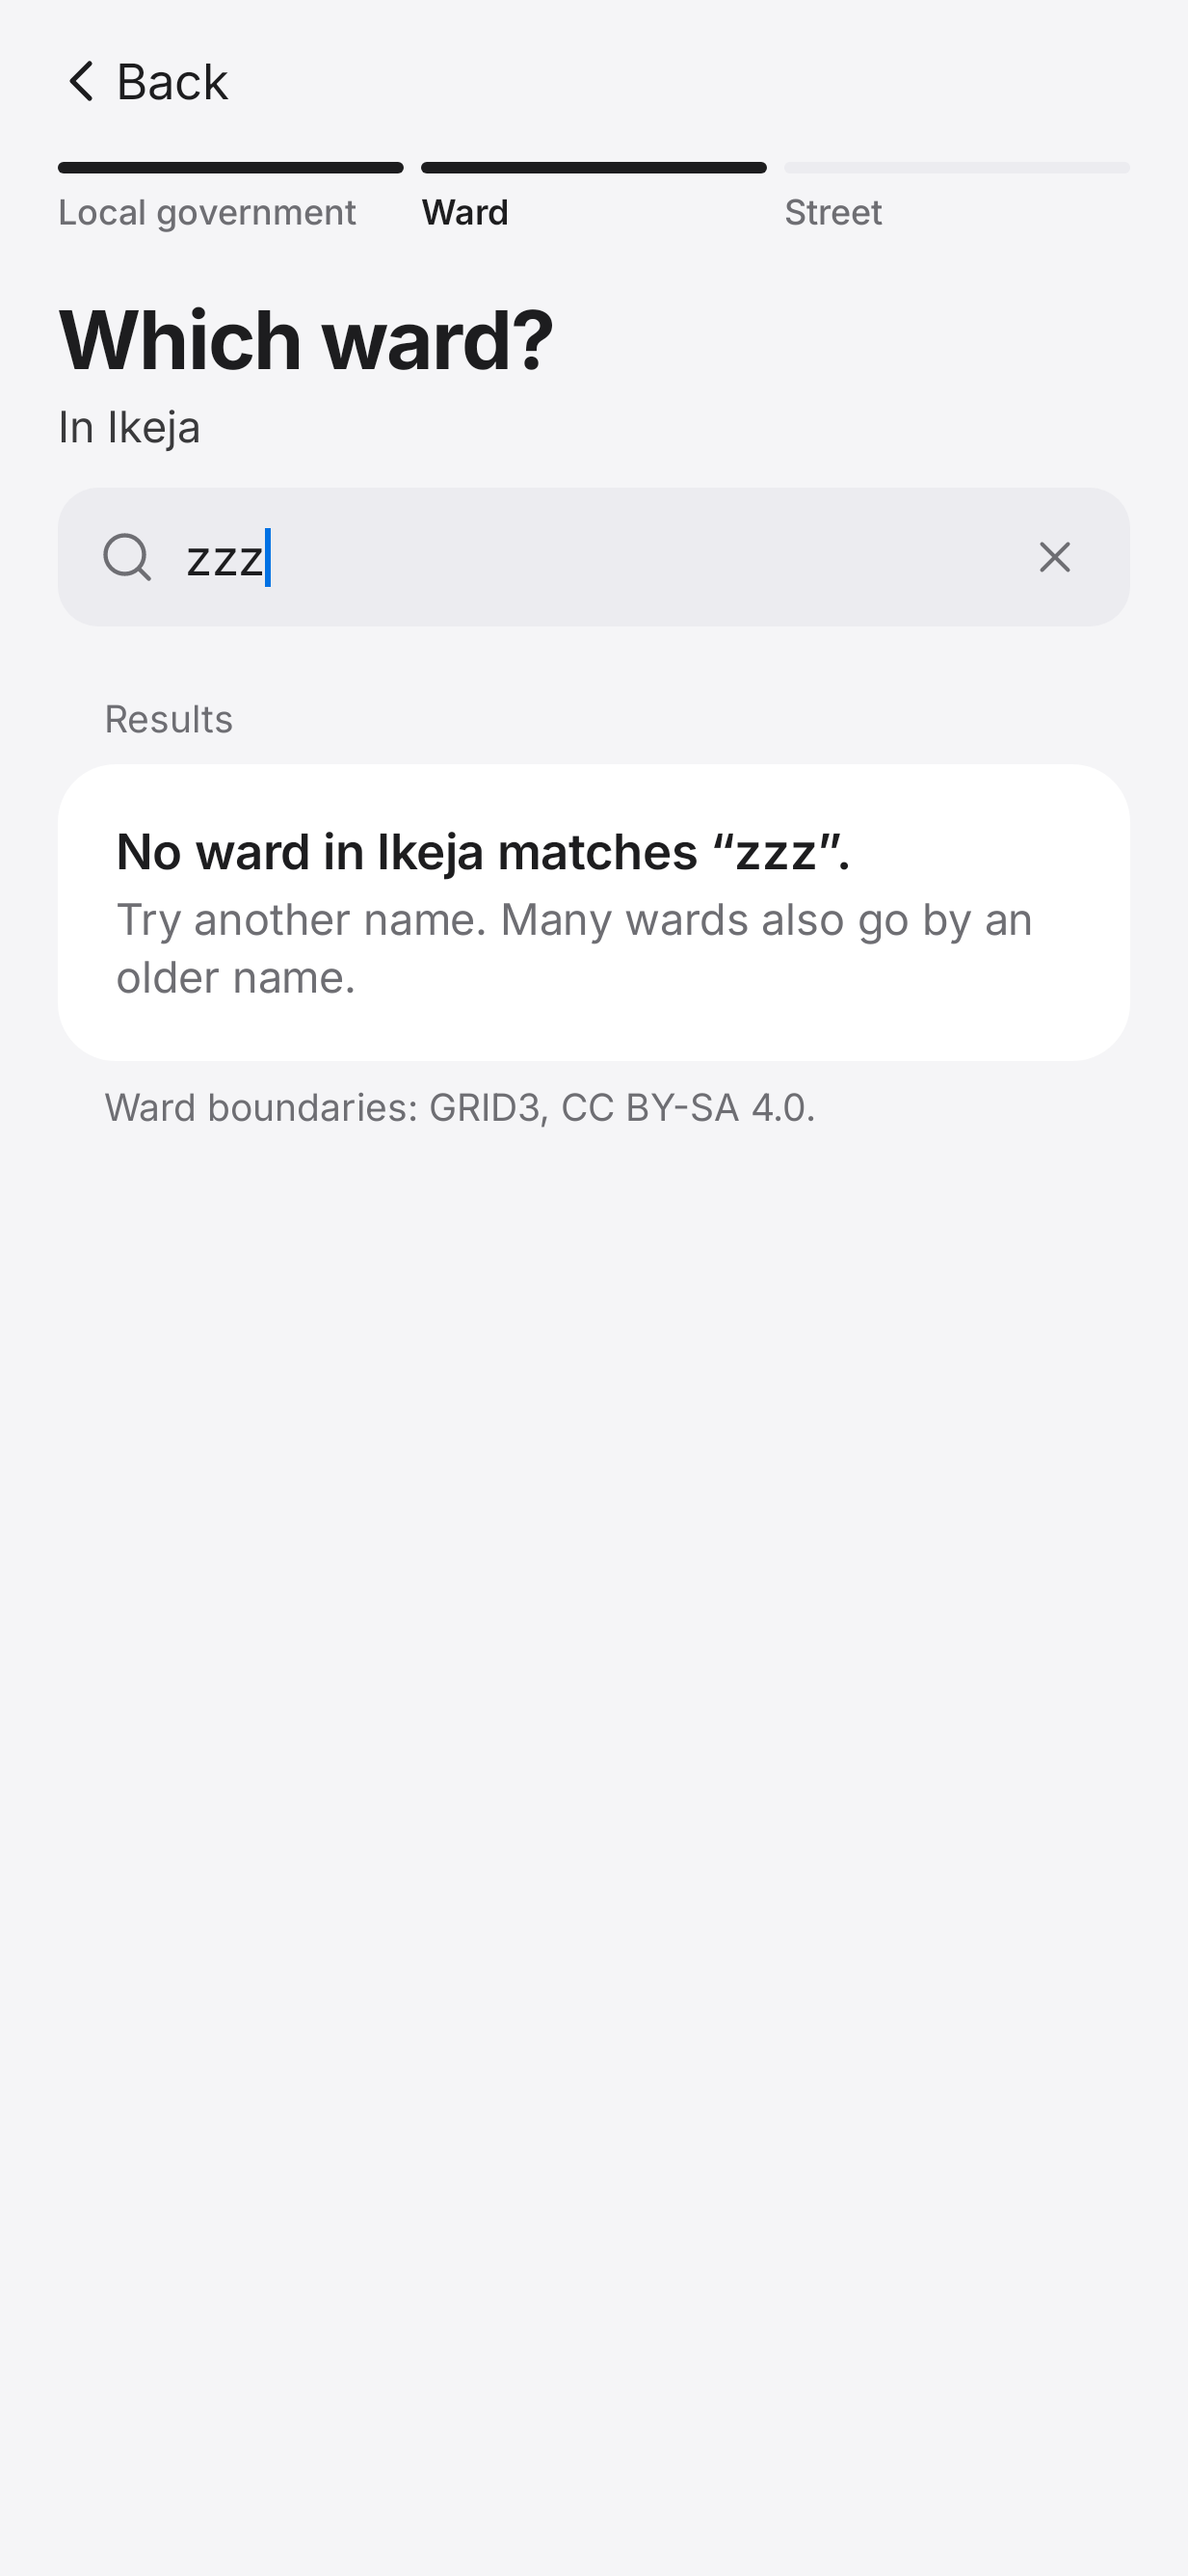 Back
Local government
Ward
Street
Which ward?
In Ikeja
zzz
Results
No ward in Ikeja matches “zzz”.
Try another name. Many wards also go by an
older name.
Ward boundaries: GRID3, CC BY-SA 4.0.